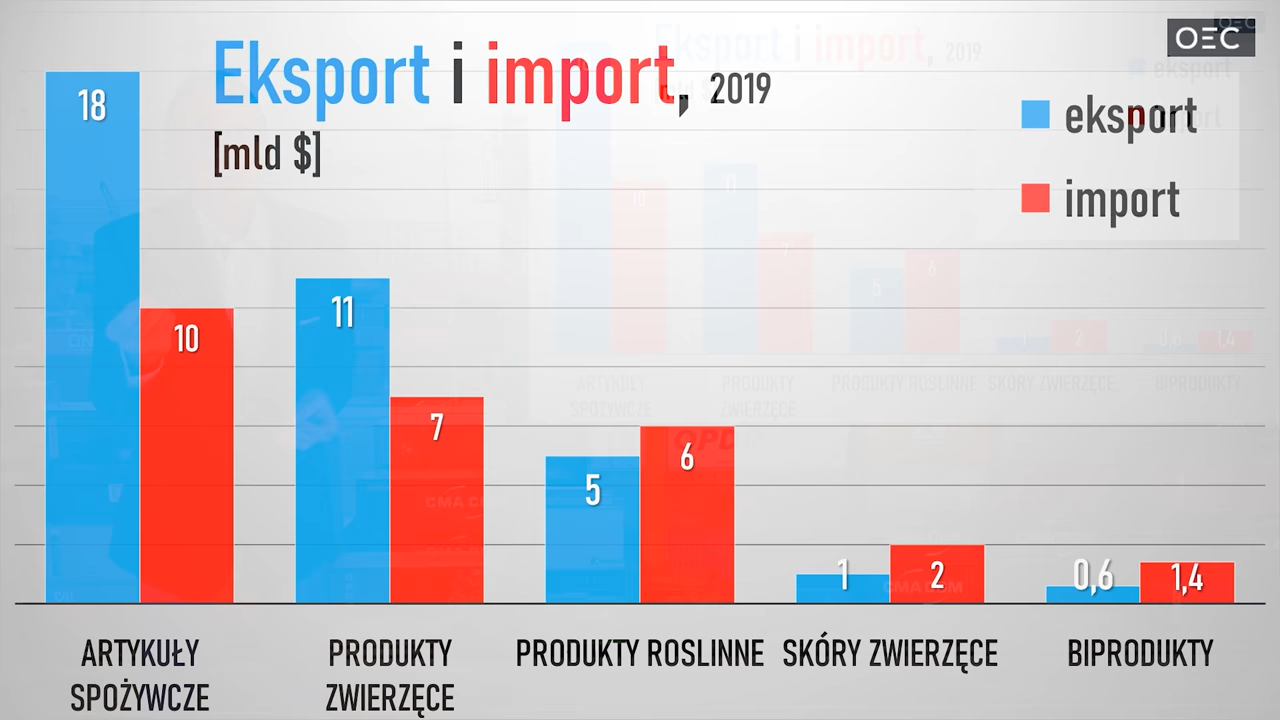 OEC
Eksport i import, 2019
[mld $]
eksport
import
18
10
11
7
5
6
1
2
0,6
1,4
ARTYKUŁY
SPOŻYWCZE
PRODUKTY
ZWIERZĘCE
PRODUKTY ROSLINNE
SKÓRY ZWIERZĘCE
BIPRODUKTY